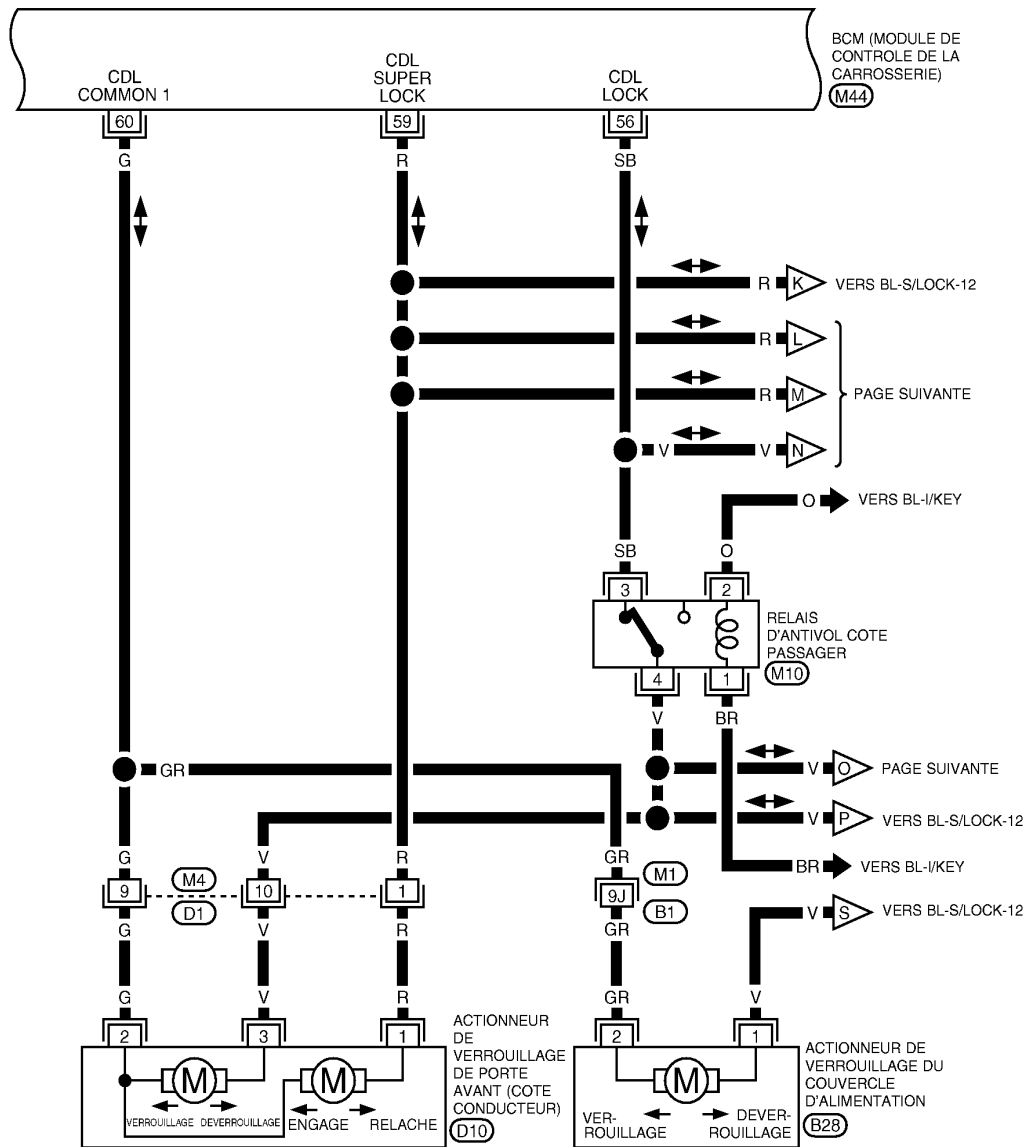 BCM (MODULE DE
CONTROLE DE LA
CARROSSERIE)
M44
CDL
COMMON 1
CDL
SUPER
LOCK
CDL
LOCK
60
59
56
G
R
SB
R
K
VERS BL-S/LOCK-12
R
L
R
M
PAGE SUIVANTE
V
V
N
O
VERS BL-I/KEY
SB
O
3
2
RELAIS
D'ANTIVOL COTE
PASSAGER
M10
4
1
V
BR
GR
V
O
PAGE SUIVANTE
V
P
VERS BL-S/LOCK-12
G
V
R
GR
M1
BR
VERS BL-I/KEY
9
M4
10
1
9J
D1
B1
V
S
VERS BL-S/LOCK-12
G
V
R
GR
G
V
R
GR
V
2
3
1
2
1
ACTIONNEUR
DE
VERROUILLAGE
DE PORTE
AVANT (COTE
CONDUCTEUR)
D10
M
M
VERROUILLAGE
DEVERROUILLAGE
ENGAGE
RELACHE
M
VER-
ROUILLAGE
DEVER-
ROUILLAGE
ACTIONNEUR DE
VERROUILLAGE DU
COUVERCLE
D'ALIMENTATION
B28